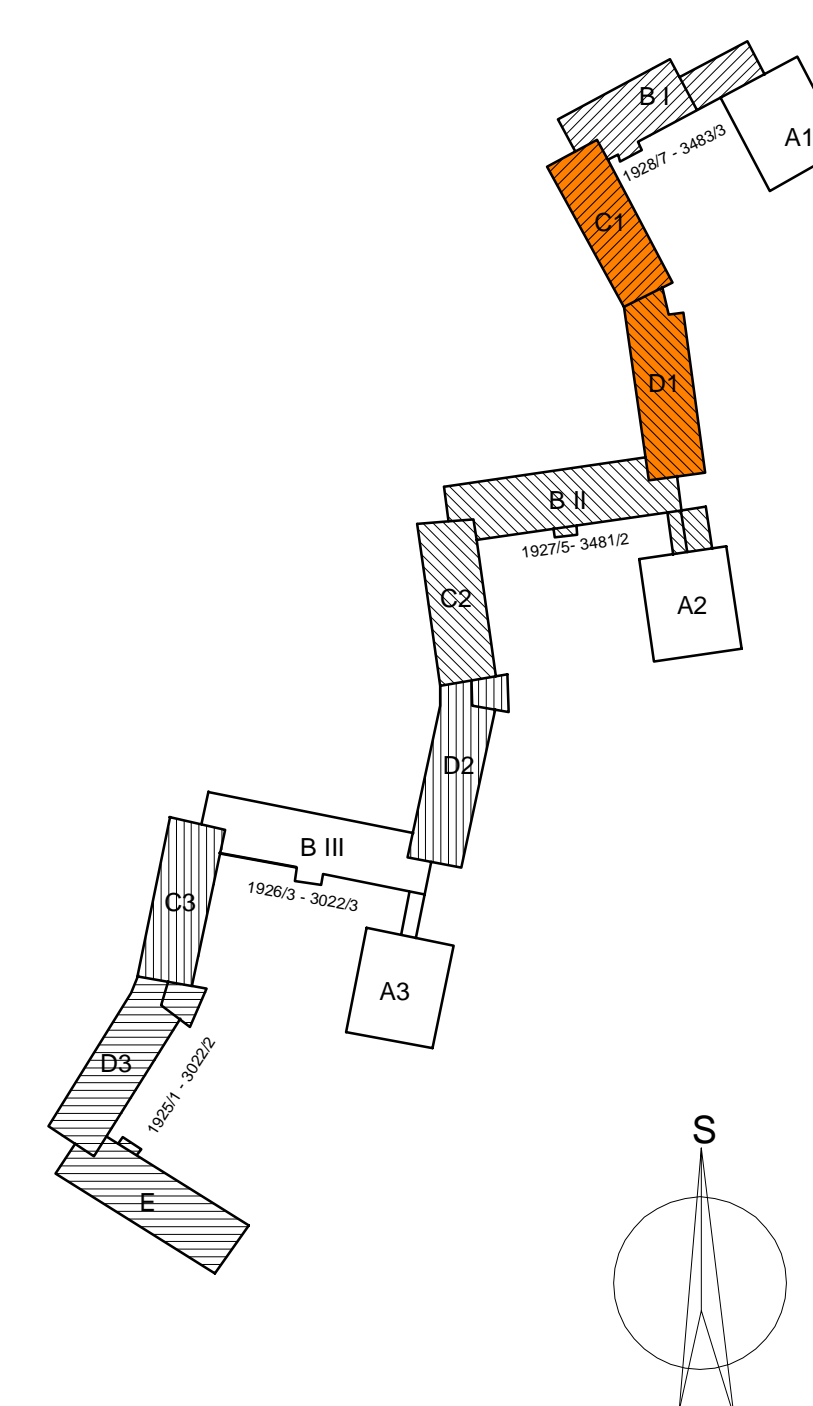 B I
A1
1928/7 - 3483/3
C1
D1
B II
1927/5- 3481/2
C2
A2
D2
B III
1926/3 - 3022/3
C3
A3
D3
1925/1 - 3022/2
E
S